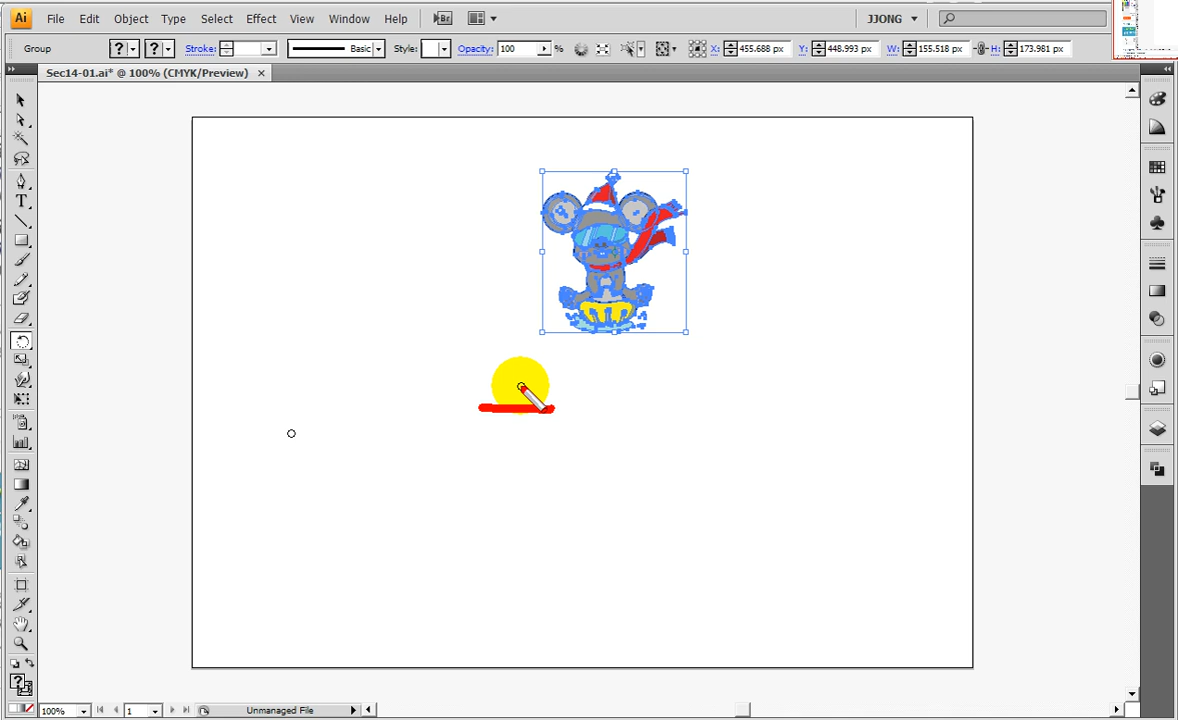 Ai File Edit Object Type Select Effect View Window Help Br JJONG
Group ? ? Stroke: Basic Style: Opacity: 100 % X: 455.688 px Y: 448.993 px W: 155.518 px H: 173.981 px
Sec14-01.ai* @ 100% (CMYK/Preview)
T
?
100% 1 Unmanaged File